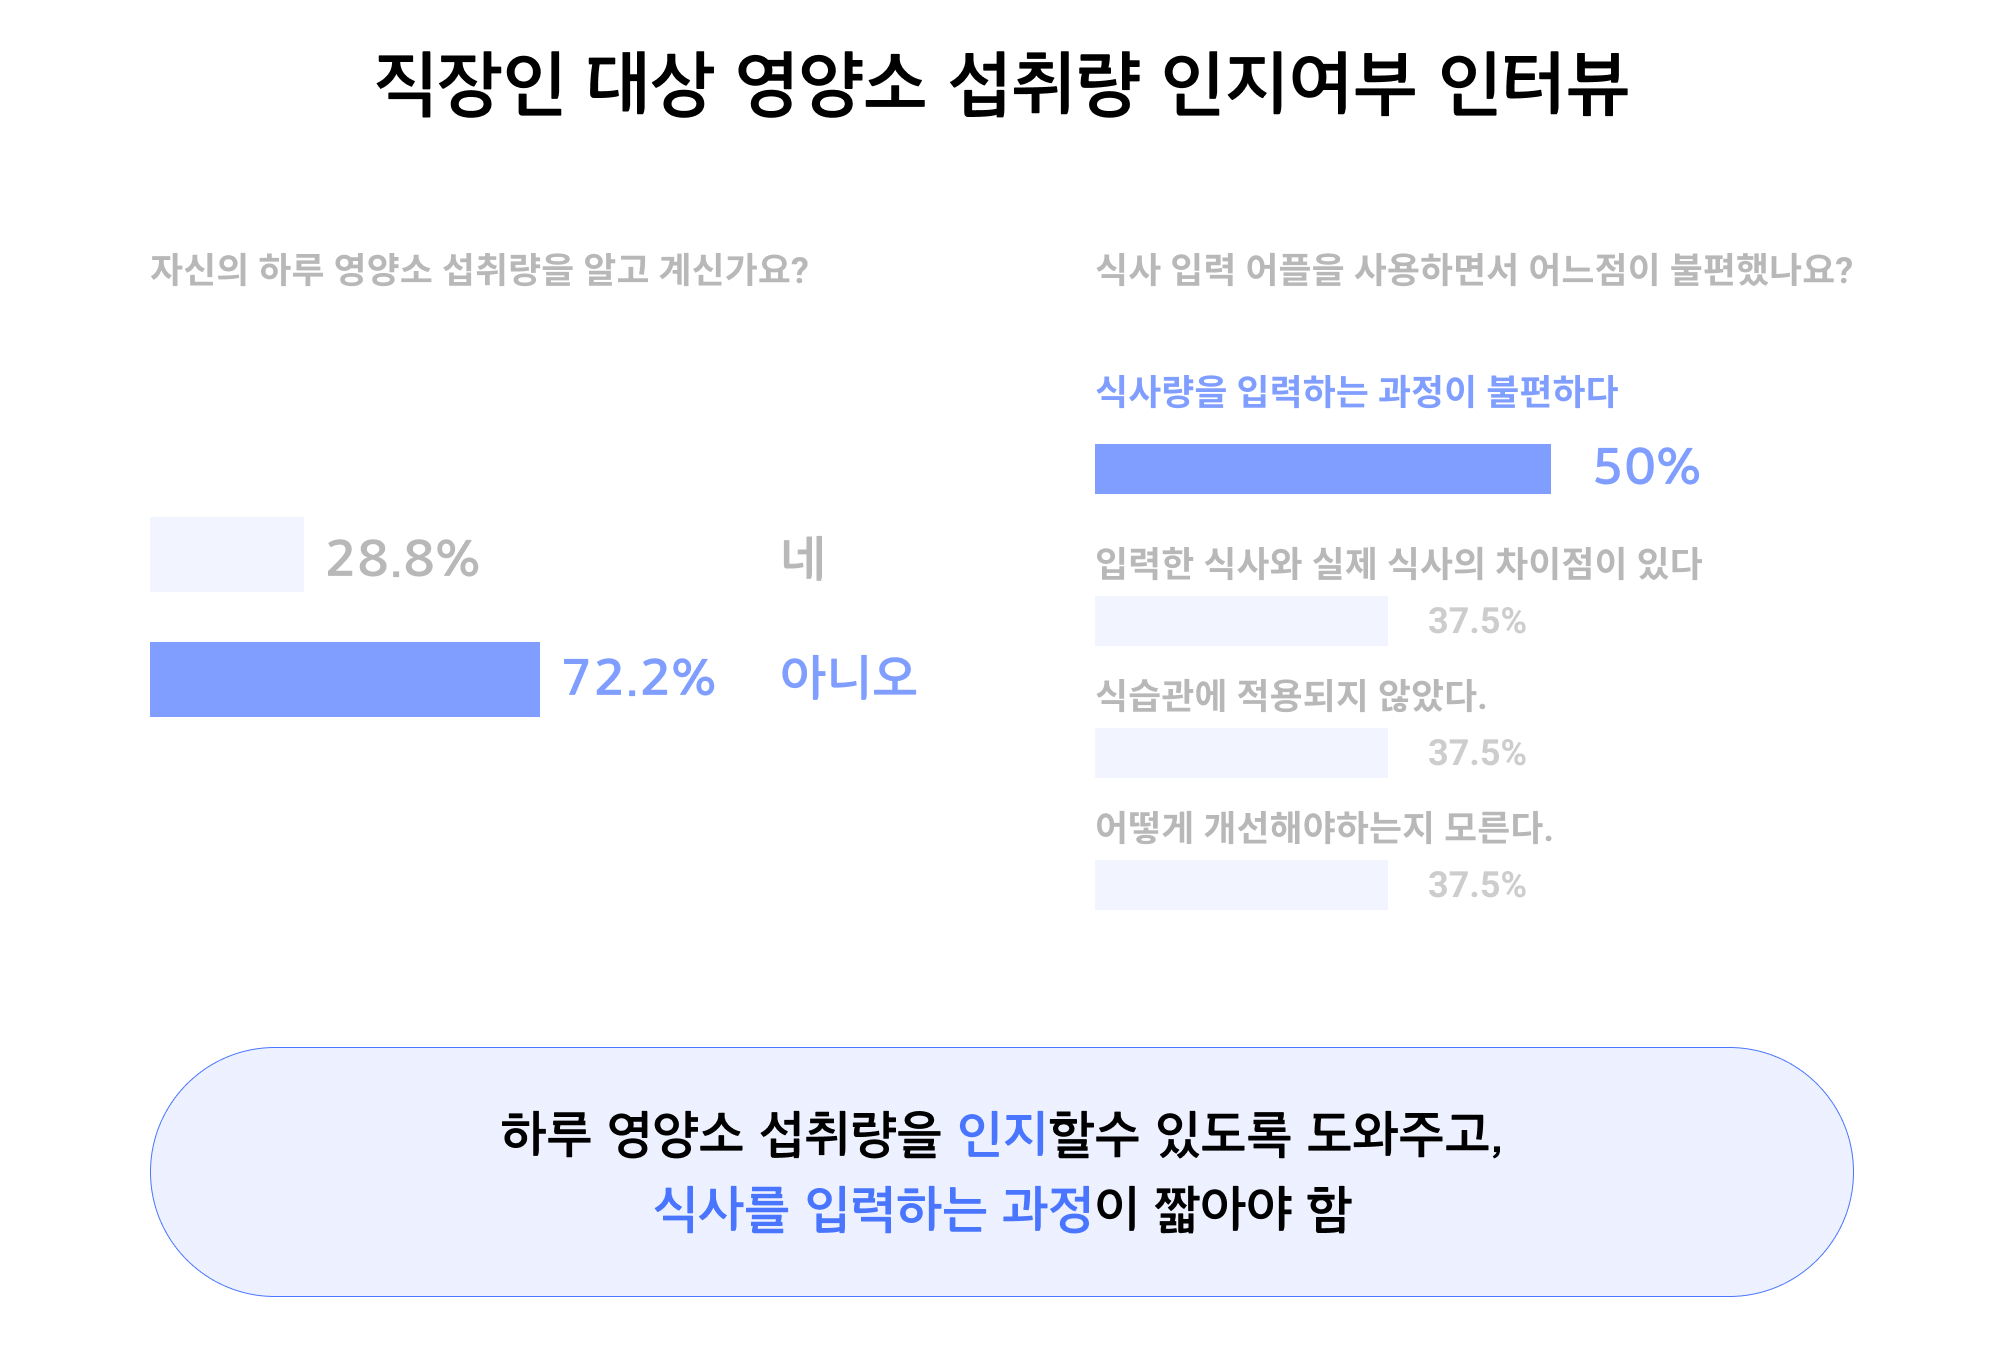 직장인 대상 영양소 섭취량 인지여부 인터뷰
자신의 하루 영양소 섭취량을 알고 계신가요?
28.8% 네
72.2% 아니오
식사 입력 어플을 사용하면서 어느점이 불편했나요?
식사량을 입력하는 과정이 불편하다
50%
입력한 식사와 실제 식사의 차이점이 있다
37.5%
식습관에 적용되지 않았다.
37.5%
어떻게 개선해야하는지 모른다.
37.5%
하루 영양소 섭취량을 인지할수 있도록 도와주고,
식사를 입력하는 과정이 짧아야 함